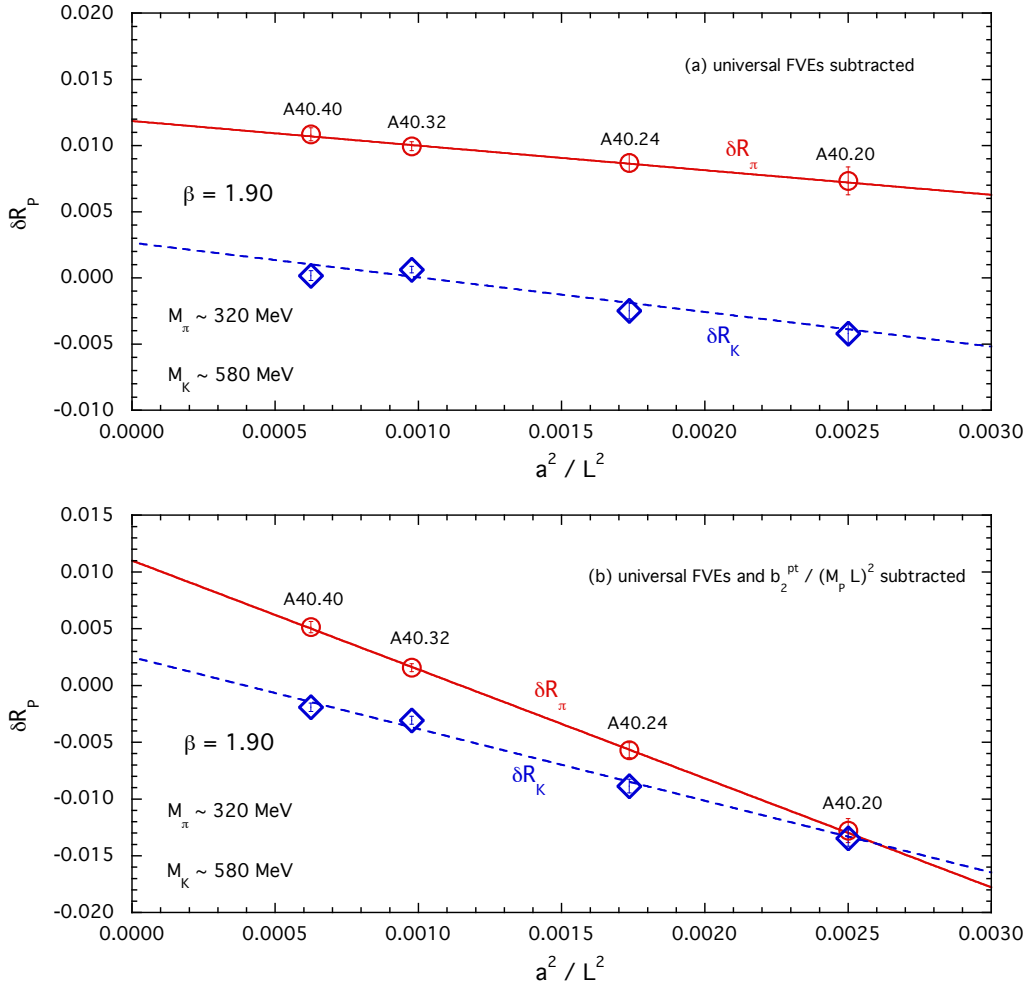 0.020
(a) universal FVEs subtracted
0.015
A40.40
A40.32
A40.24
A40.20
δR_π
0.010
β = 1.90
δR_P
0.005
0.000
M_π ~ 320 MeV
δR_K
-0.005
M_K ~ 580 MeV
-0.010
0.0000 0.0005 0.0010 0.0015 0.0020 0.0025 0.0030
a² / L²
0.015
(b) universal FVEs and b_2^pt / (M_P L)² subtracted
0.010
A40.40
A40.32
0.005
δR_π
0.000
δR_P
A40.24
β = 1.90
-0.005
δR_K
A40.20
-0.010
M_π ~ 320 MeV
-0.015
M_K ~ 580 MeV
-0.020
0.0000 0.0005 0.0010 0.0015 0.0020 0.0025 0.0030
a² / L²